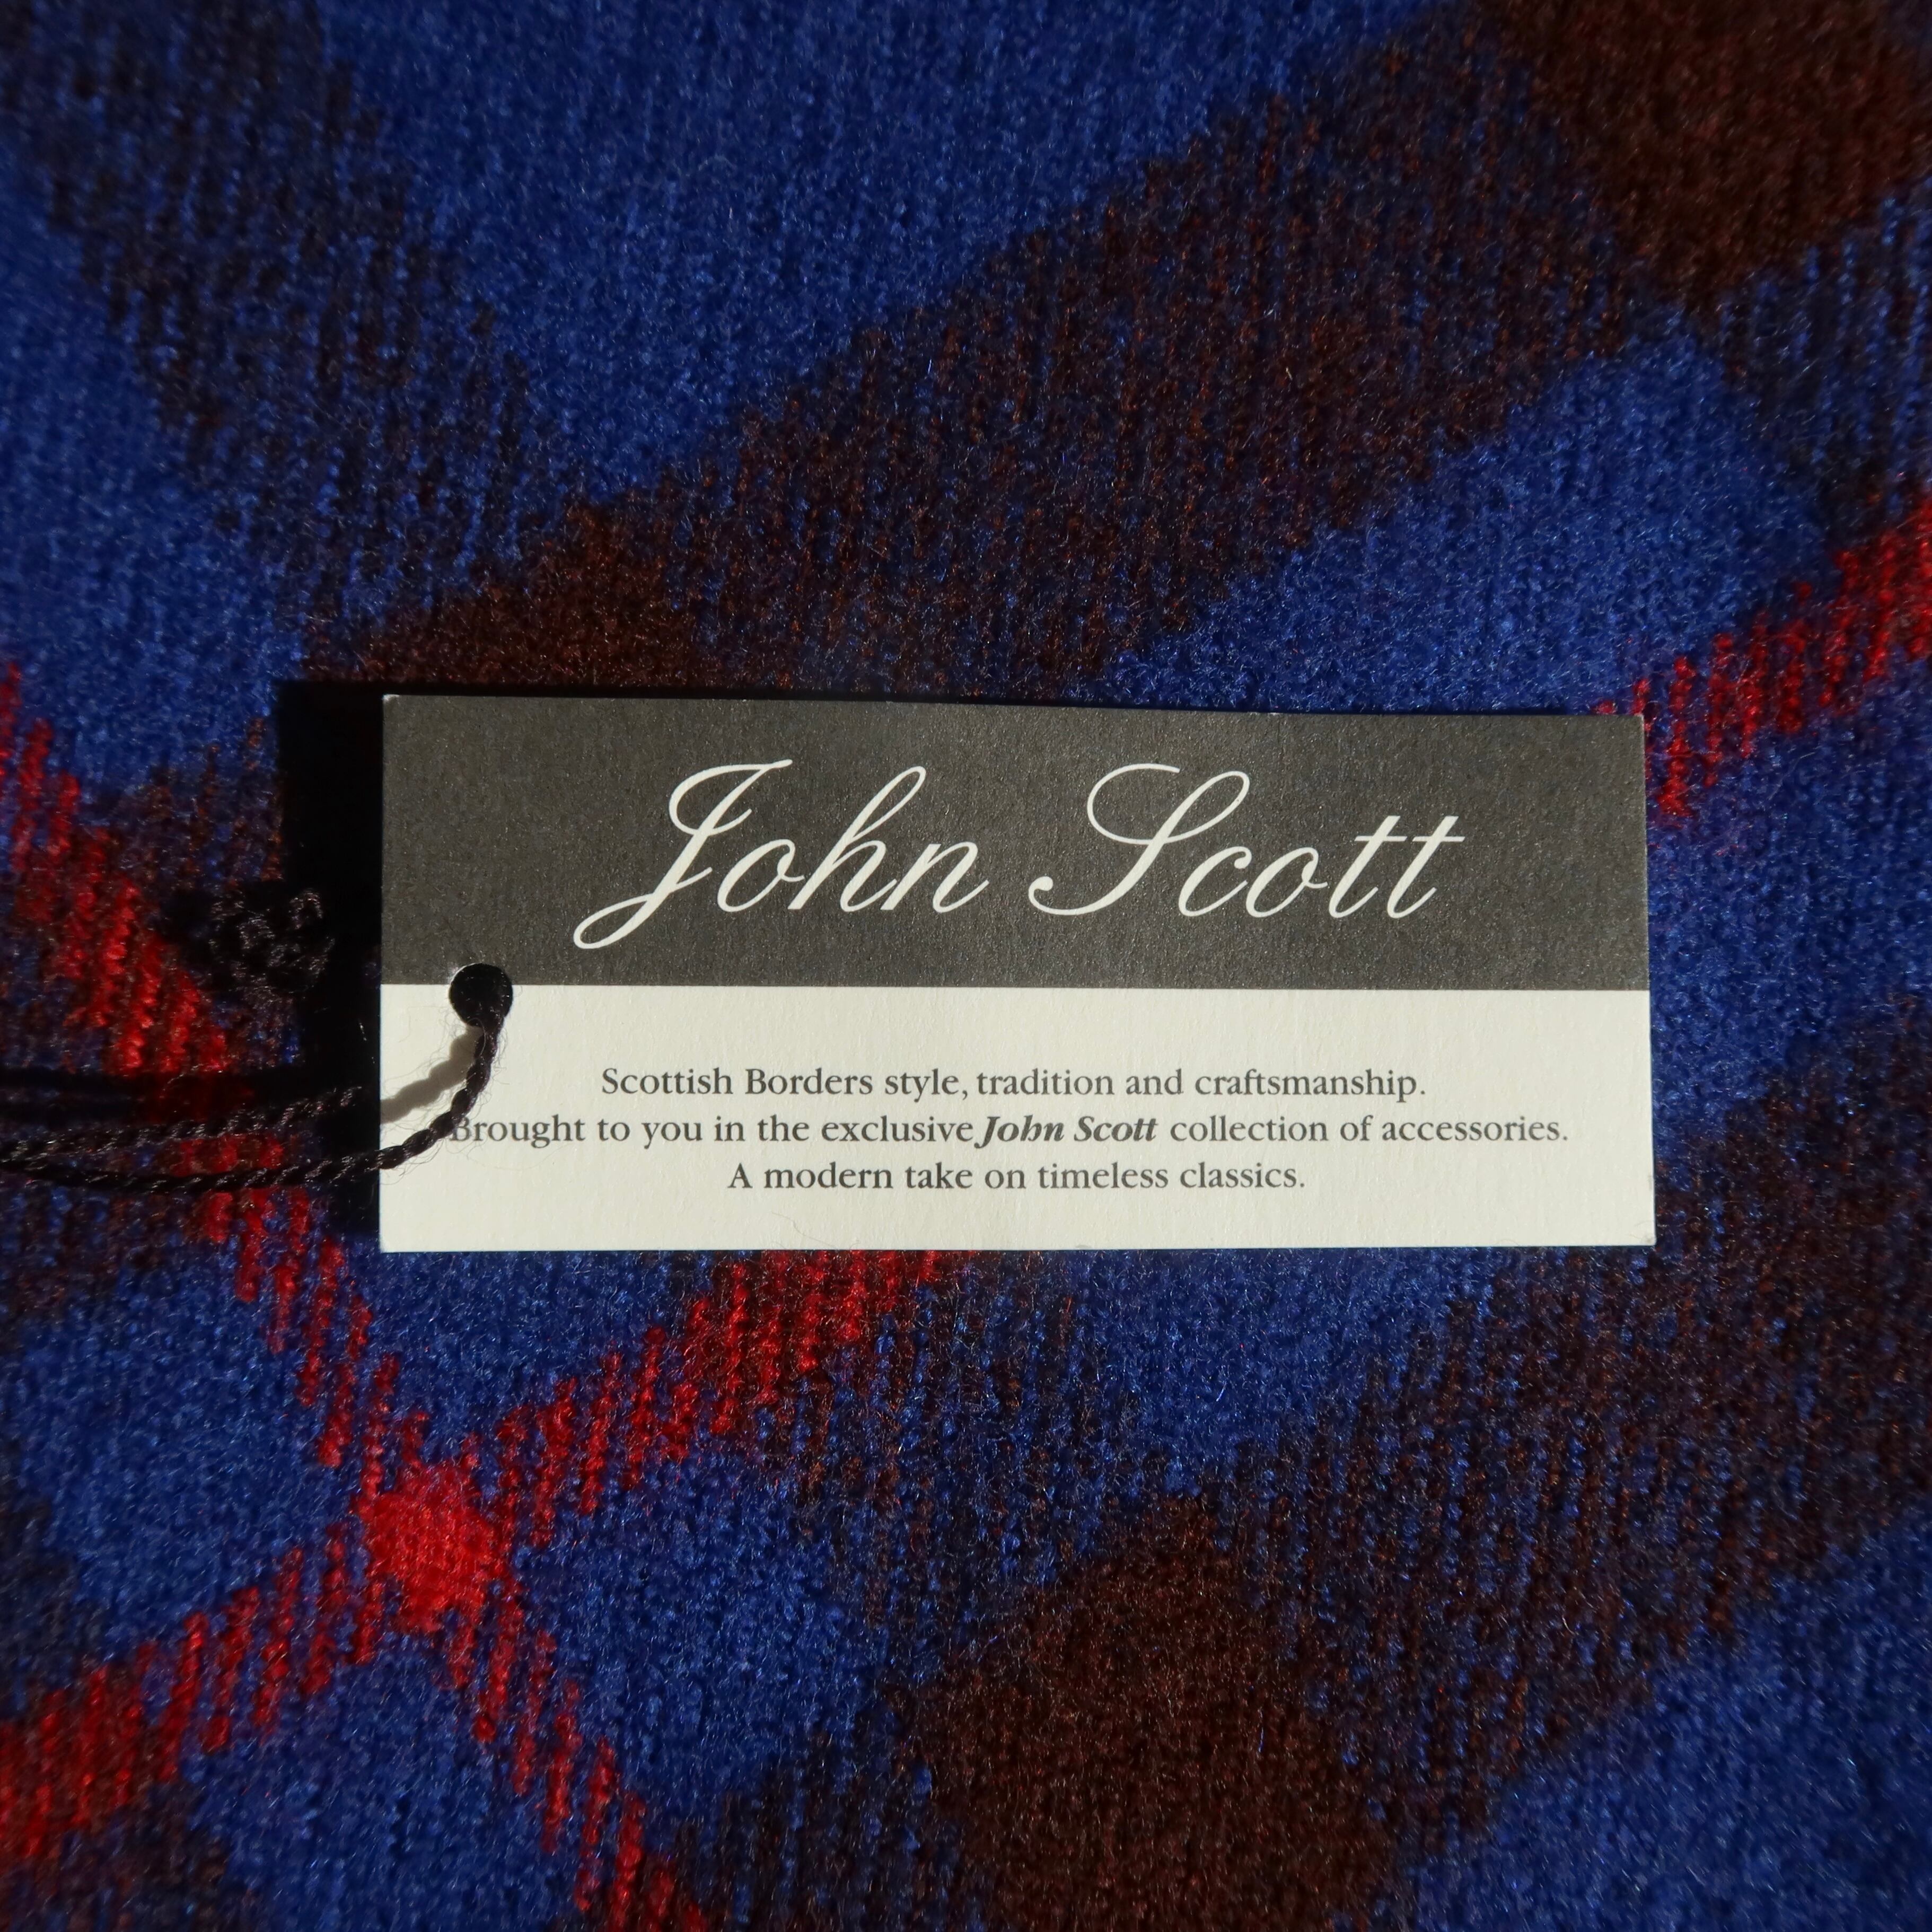 John Scott
Scottish Borders style, tradition and craftsmanship.
Brought to you in the exclusive John Scott collection of accessories.
A modern take on timeless classics.